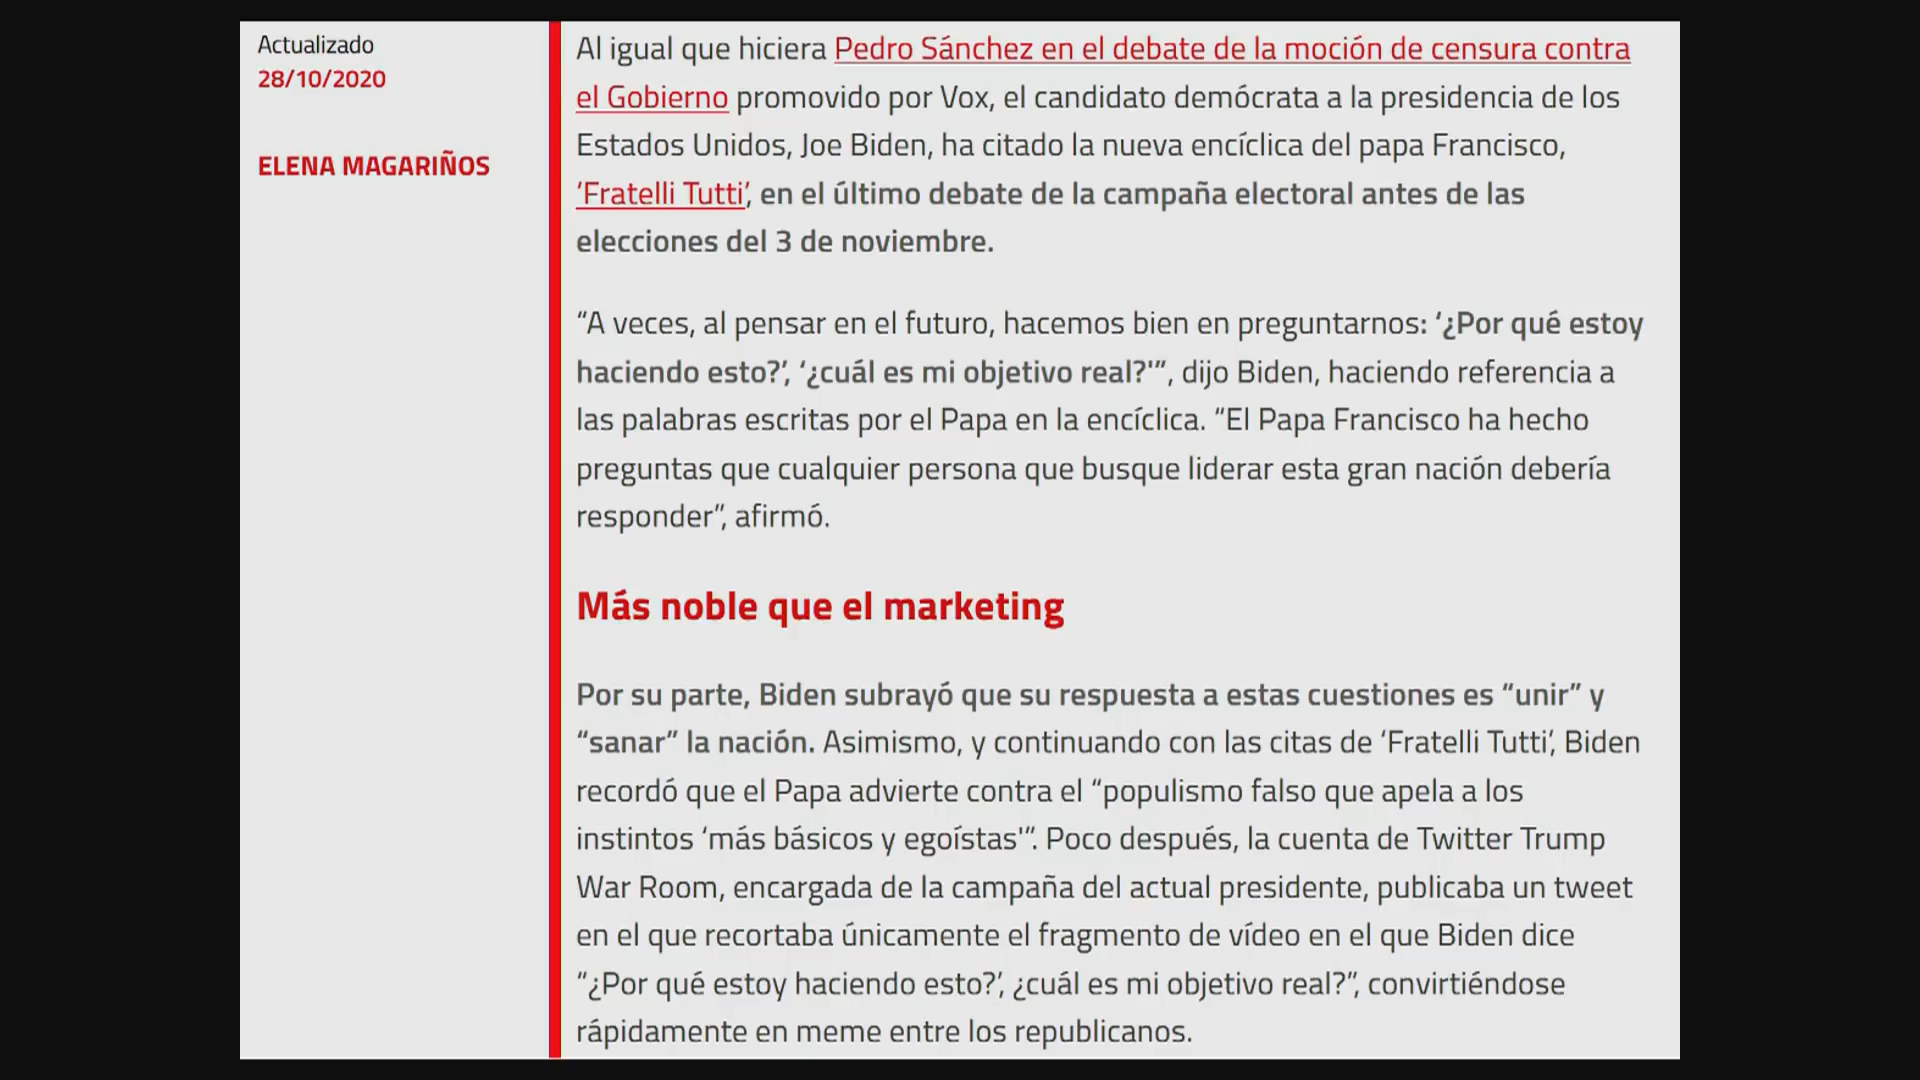 Actualizado
28/10/2020
ELENA MAGARIÑOS
Al igual que hiciera Pedro Sánchez en el debate de la moción de censura contra
el Gobierno promovido por Vox, el candidato demócrata a la presidencia de los
Estados Unidos, Joe Biden, ha citado la nueva encíclica del papa Francisco,
‘Fratelli Tutti’, en el último debate de la campaña electoral antes de las
elecciones del 3 de noviembre.
“A veces, al pensar en el futuro, hacemos bien en preguntarnos: ‘¿Por qué estoy
haciendo esto?’, ‘¿cuál es mi objetivo real?'”, dijo Biden, haciendo referencia a
las palabras escritas por el Papa en la encíclica. “El Papa Francisco ha hecho
preguntas que cualquier persona que busque liderar esta gran nación debería
responder”, afirmó.
Más noble que el marketing
Por su parte, Biden subrayó que su respuesta a estas cuestiones es “unir” y
“sanar” la nación. Asimismo, y continuando con las citas de ‘Fratelli Tutti’, Biden
recordó que el Papa advierte contra el “populismo falso que apela a los
instintos ‘más básicos y egoístas'”. Poco después, la cuenta de Twitter Trump
War Room, encargada de la campaña del actual presidente, publicaba un tweet
en el que recortaba únicamente el fragmento de vídeo en el que Biden dice
“¿Por qué estoy haciendo esto?’, ¿cuál es mi objetivo real?”, convirtiéndose
rápidamente en meme entre los republicanos.